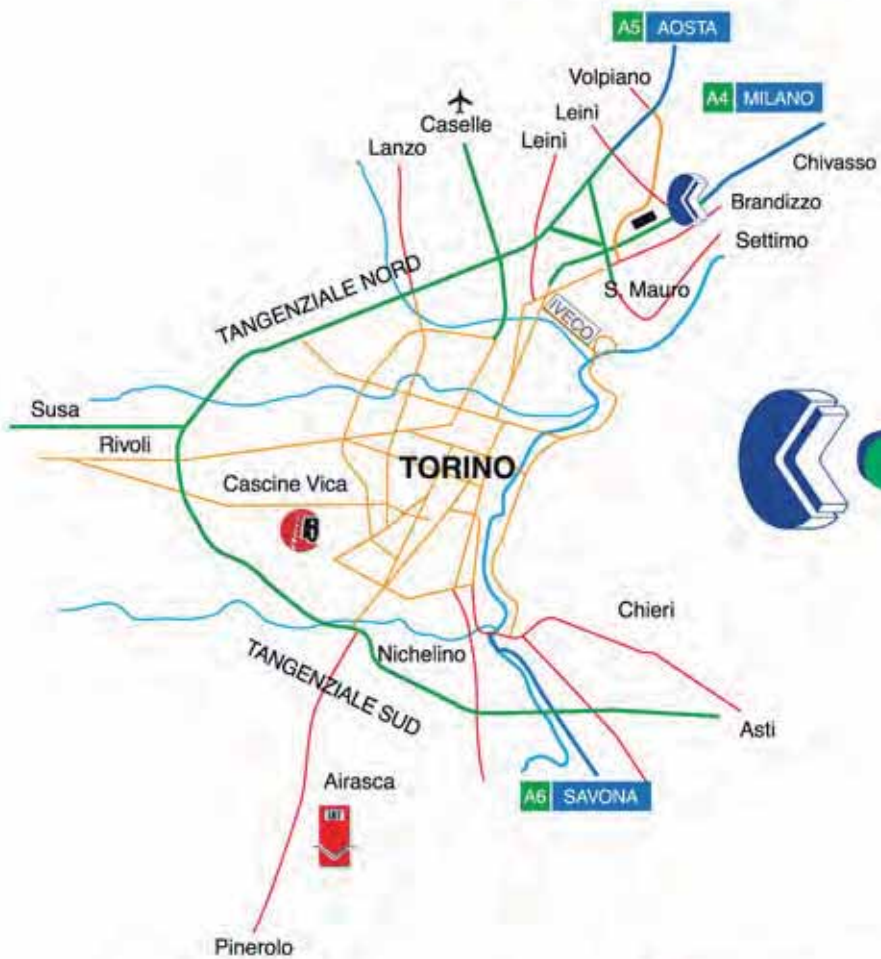 A5 AOSTA
Volpiano
A4 MILANO
Leinì
Caselle
Leinì
Lanzo
Chivasso
Brandizzo
Settimo
S. Mauro
TANGENZIALE NORD
IVECO
Susa
Rivoli
TORINO
Cascine Vica
Chieri
Nichelino
TANGENZIALE SUD
Asti
Airasca
A6 SAVONA
Pinerolo